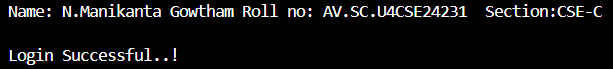 Name: N.Manikanta Gowtham Roll no: AV.SC.U4CSE24231  Section:CSE-C
Login Successful..!